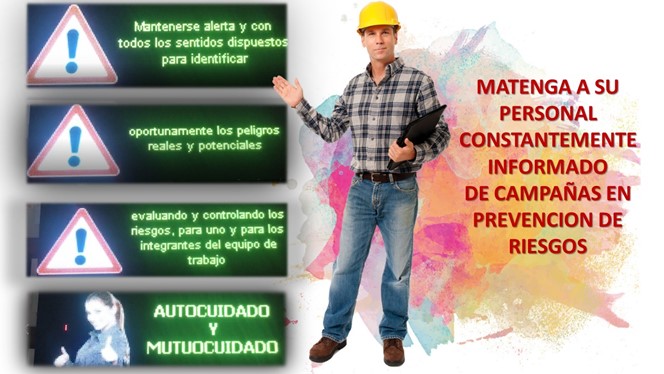 Mantenerse alerta y con
todos los sentidos dispuestos
para identificar
oportunamente los peligros
reales y potenciales
evaluando y controlando los
riesgos, para uno y para los
integrantes del equipo de
trabajo
AUTOCUIDADO
Y
MUTUOCUIDADO
MATENGA A SU
PERSONAL
CONSTANTEMENTE
INFORMADO
DE CAMPAÑAS EN
PREVENCION DE
RIESGOS